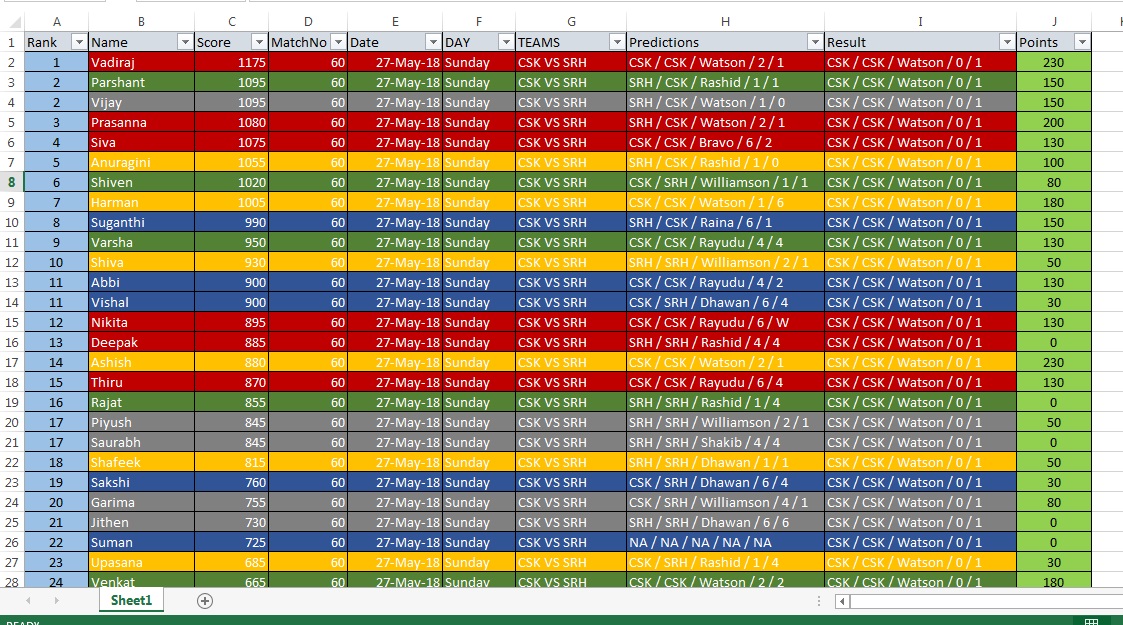 A B C D E F G H I J
1 Rank Name Score MatchNo Date DAY TEAMS Predictions Result Points
2 1 Vadiraj 1175 60 27-May-18 Sunday CSK VS SRH CSK / CSK / Watson / 2 / 1 CSK / CSK / Watson / 0 / 1 230
3 2 Parshant 1095 60 27-May-18 Sunday CSK VS SRH SRH / CSK / Rashid / 1 / 1 CSK / CSK / Watson / 0 / 1 150
4 2 Vijay 1095 60 27-May-18 Sunday CSK VS SRH SRH / CSK / Watson / 1 / 0 CSK / CSK / Watson / 0 / 1 150
5 3 Prasanna 1080 60 27-May-18 Sunday CSK VS SRH SRH / CSK / Watson / 2 / 1 CSK / CSK / Watson / 0 / 1 200
6 4 Siva 1075 60 27-May-18 Sunday CSK VS SRH CSK / CSK / Bravo / 6 / 2 CSK / CSK / Watson / 0 / 1 130
7 5 Anuragini 1055 60 27-May-18 Sunday CSK VS SRH SRH / CSK / Rashid / 1 / 0 CSK / CSK / Watson / 0 / 1 100
8 6 Shiven 1020 60 27-May-18 Sunday CSK VS SRH CSK / SRH / Williamson / 1 / 1 CSK / CSK / Watson / 0 / 1 80
9 7 Harman 1005 60 27-May-18 Sunday CSK VS SRH CSK / CSK / Watson / 1 / 6 CSK / CSK / Watson / 0 / 1 180
10 8 Suganthi 990 60 27-May-18 Sunday CSK VS SRH SRH / CSK / Raina / 6 / 1 CSK / CSK / Watson / 0 / 1 150
11 9 Varsha 950 60 27-May-18 Sunday CSK VS SRH CSK / CSK / Rayudu / 4 / 4 CSK / CSK / Watson / 0 / 1 130
12 10 Shiva 930 60 27-May-18 Sunday CSK VS SRH SRH / SRH / Williamson / 2 / 1 CSK / CSK / Watson / 0 / 1 50
13 11 Abbi 900 60 27-May-18 Sunday CSK VS SRH CSK / CSK / Rayudu / 4 / 2 CSK / CSK / Watson / 0 / 1 130
14 11 Vishal 900 60 27-May-18 Sunday CSK VS SRH CSK / SRH / Dhawan / 6 / 4 CSK / CSK / Watson / 0 / 1 30
15 12 Nikita 895 60 27-May-18 Sunday CSK VS SRH CSK / CSK / Rayudu / 6 / W CSK / CSK / Watson / 0 / 1 130
16 13 Deepak 885 60 27-May-18 Sunday CSK VS SRH SRH / SRH / Rashid / 4 / 4 CSK / CSK / Watson / 0 / 1 0
17 14 Ashish 880 60 27-May-18 Sunday CSK VS SRH CSK / CSK / Watson / 2 / 1 CSK / CSK / Watson / 0 / 1 230
18 15 Thiru 870 60 27-May-18 Sunday CSK VS SRH CSK / CSK / Rayudu / 6 / 4 CSK / CSK / Watson / 0 / 1 130
19 16 Rajat 855 60 27-May-18 Sunday CSK VS SRH SRH / SRH / Rashid / 1 / 4 CSK / CSK / Watson / 0 / 1 0
20 17 Piyush 845 60 27-May-18 Sunday CSK VS SRH SRH / SRH / Williamson / 2 / 1 CSK / CSK / Watson / 0 / 1 50
21 17 Saurabh 845 60 27-May-18 Sunday CSK VS SRH SRH / SRH / Shakib / 4 / 4 CSK / CSK / Watson / 0 / 1 0
22 18 Shafeek 815 60 27-May-18 Sunday CSK VS SRH SRH / SRH / Dhawan / 1 / 1 CSK / CSK / Watson / 0 / 1 50
23 19 Sakshi 760 60 27-May-18 Sunday CSK VS SRH CSK / SRH / Dhawan / 6 / 4 CSK / CSK / Watson / 0 / 1 30
24 20 Garima 755 60 27-May-18 Sunday CSK VS SRH CSK / SRH / Williamson / 4 / 1 CSK / CSK / Watson / 0 / 1 80
25 21 Jithen 730 60 27-May-18 Sunday CSK VS SRH SRH / SRH / Dhawan / 6 / 6 CSK / CSK / Watson / 0 / 1 0
26 22 Suman 725 60 27-May-18 Sunday CSK VS SRH NA / NA / NA / NA / NA CSK / CSK / Watson / 0 / 1 0
27 23 Upasana 685 60 27-May-18 Sunday CSK VS SRH CSK / SRH / Rashid / 1 / 4 CSK / CSK / Watson / 0 / 1 30
28 24 Venkat 665 60 27-May-18 Sunday CSK VS SRH CSK / CSK / Watson / 2 / 2 CSK / CSK / Watson / 0 / 1 180
Sheet1
READY